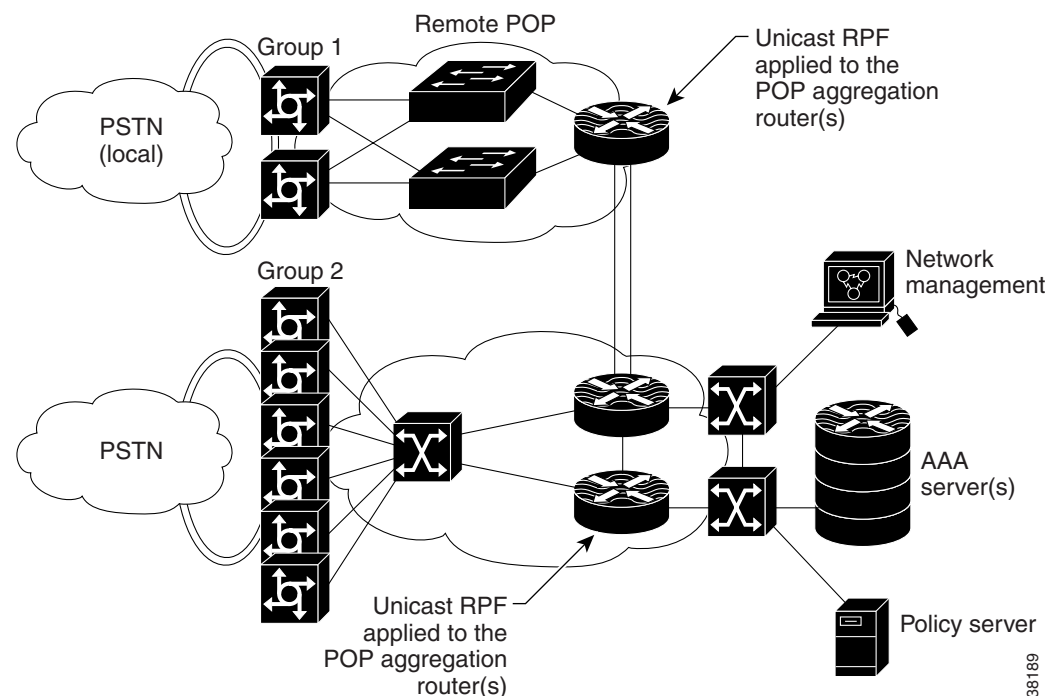 Remote POP
Group 1
Unicast RPF
applied to the
POP aggregation
router(s)
PSTN
(local)
Group 2
Network
management
PSTN
AAA
server(s)
Unicast RPF
applied to the
POP aggregation
router(s)
Policy server
38189